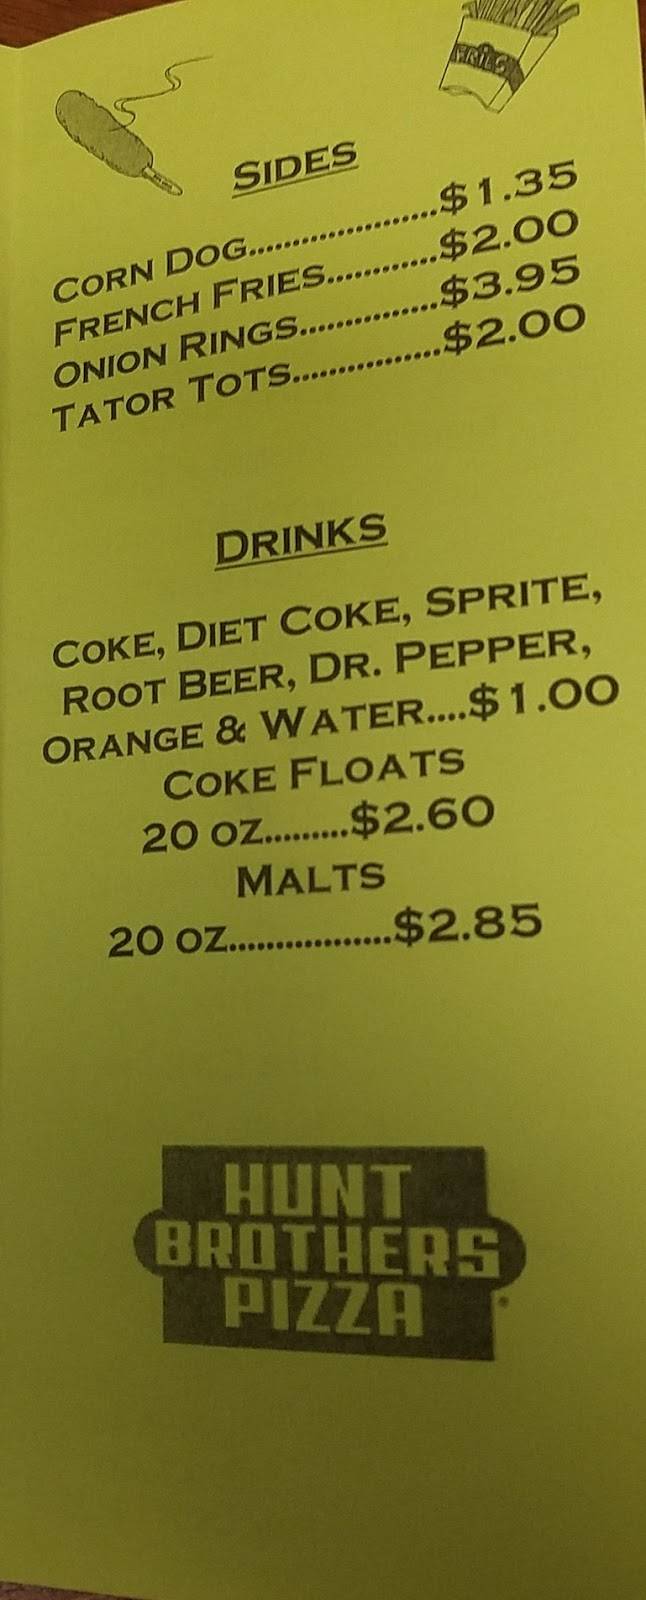 FRIES
SIDES
CORN DOG.........................$1.35
FRENCH FRIES..............$2.00
ONION RINGS.................$3.95
TATOR TOTS..................$2.00
DRINKS
COKE, DIET COKE, SPRITE,
ROOT BEER, DR. PEPPER,
ORANGE & WATER....$1.00
COKE FLOATS
20 OZ.........$2.60
MALTS
20 OZ..................$2.85
HUNT
BROTHERS
PIZZA